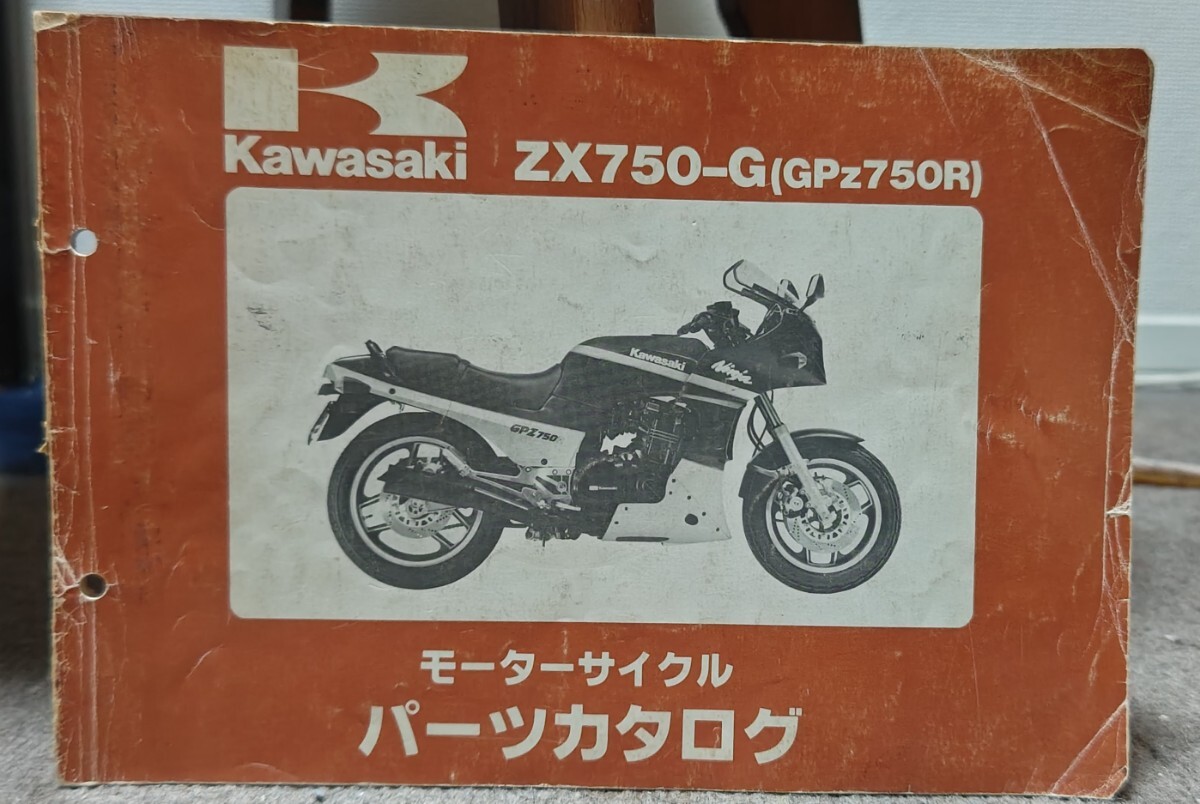 Kawasaki ZX750-G(GPz750R)
Kawasaki
Ninja
GPZ750
モーターサイクル
パーツカタログ